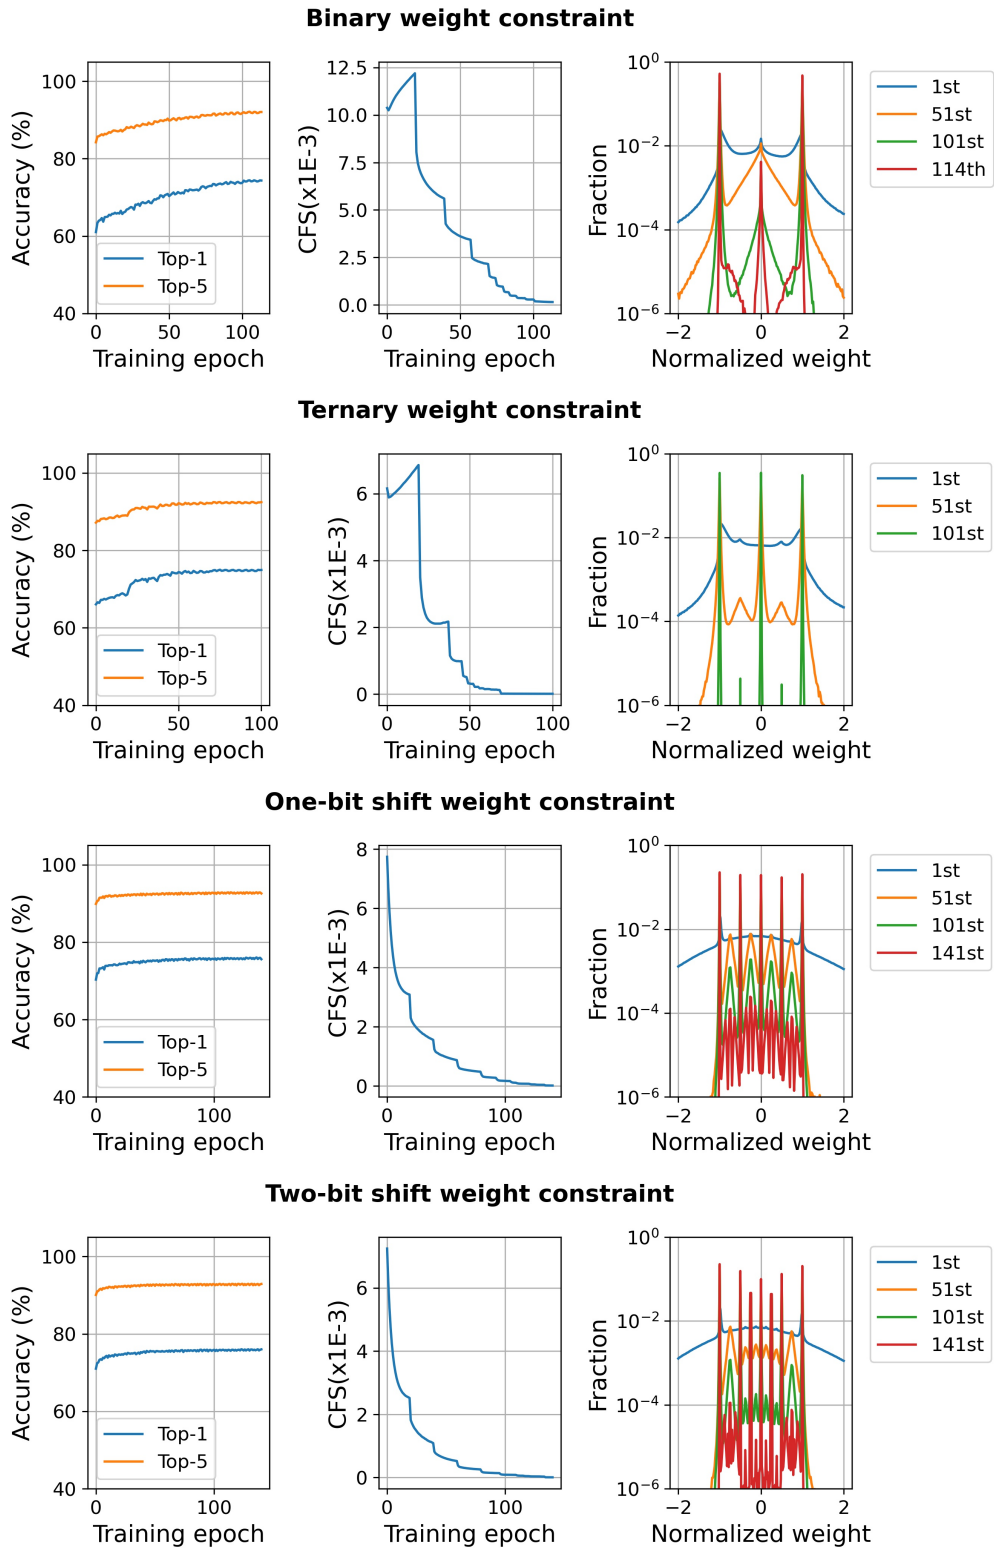 Binary weight constraint
Accuracy (%)
100
80
60
40
Top-1
Top-5
0 50 100
Training epoch
CFS(x1E-3)
12.5
10.0
7.5
5.0
2.5
0.0
0 50 100
Training epoch
Fraction
10^0
10^−2
10^−4
10^−6
−2 0 2
Normalized weight
1st
51st
101st
114th
Ternary weight constraint
Accuracy (%)
100
80
60
40
Top-1
Top-5
0 50 100
Training epoch
CFS(x1E-3)
6
4
2
0
0 50 100
Training epoch
Fraction
10^0
10^−2
10^−4
10^−6
−2 0 2
Normalized weight
1st
51st
101st
One-bit shift weight constraint
Accuracy (%)
100
80
60
40
Top-1
Top-5
0 100
Training epoch
CFS(x1E-3)
8
6
4
2
0
0 100
Training epoch
Fraction
10^0
10^−2
10^−4
10^−6
−2 0 2
Normalized weight
1st
51st
101st
141st
Two-bit shift weight constraint
Accuracy (%)
100
80
60
40
Top-1
Top-5
0 100
Training epoch
CFS(x1E-3)
6
4
2
0
0 100
Training epoch
Fraction
10^0
10^−2
10^−4
10^−6
−2 0 2
Normalized weight
1st
51st
101st
141st